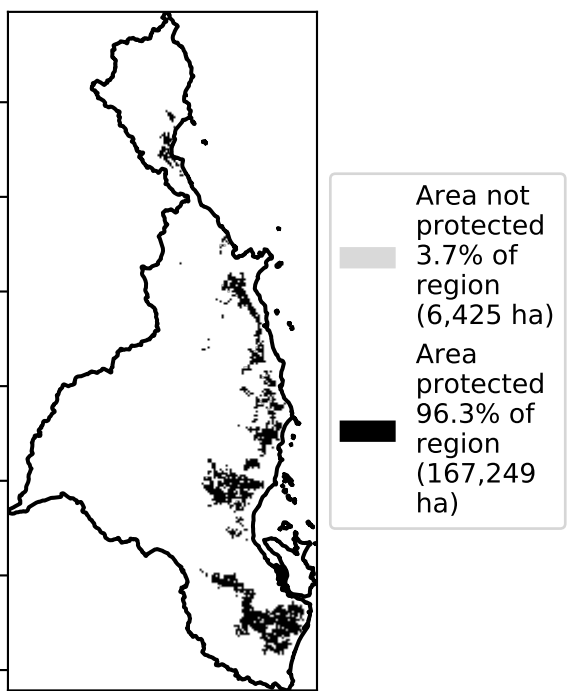 Area not
protected
3.7% of
region
(6,425 ha)
Area
protected
96.3% of
region
(167,249
ha)